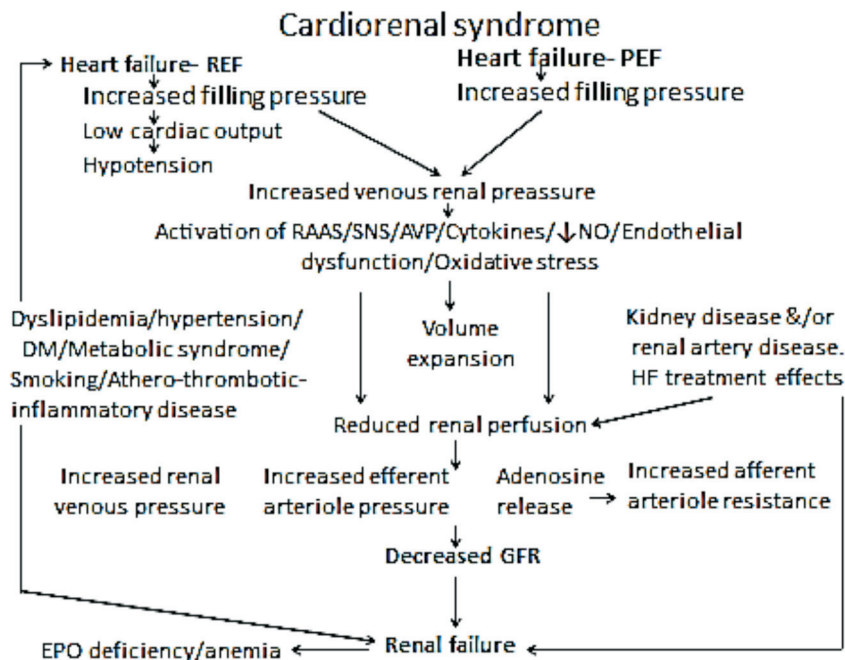 Cardiorenal syndrome
Heart failure- REF
Heart failure- PEF
Increased filling pressure
Increased filling pressure
Low cardiac output
Hypotension
Increased venous renal preassure
Activation of RAAS/SNS/AVP/Cytokines/↓NO/Endothelial
dysfunction/Oxidative stress
Dyslipidemia/hypertension/
DM/Metabolic syndrome/
Smoking/Athero-thrombotic-
inflammatory disease
Volume
expansion
Kidney disease &/or
renal artery disease.
HF treatment effects
Reduced renal perfusion
Increased renal
venous pressure
Increased efferent
arteriole pressure
Adenosine
release
Increased afferent
arteriole resistance
Decreased GFR
Renal failure
EPO deficiency/anemia